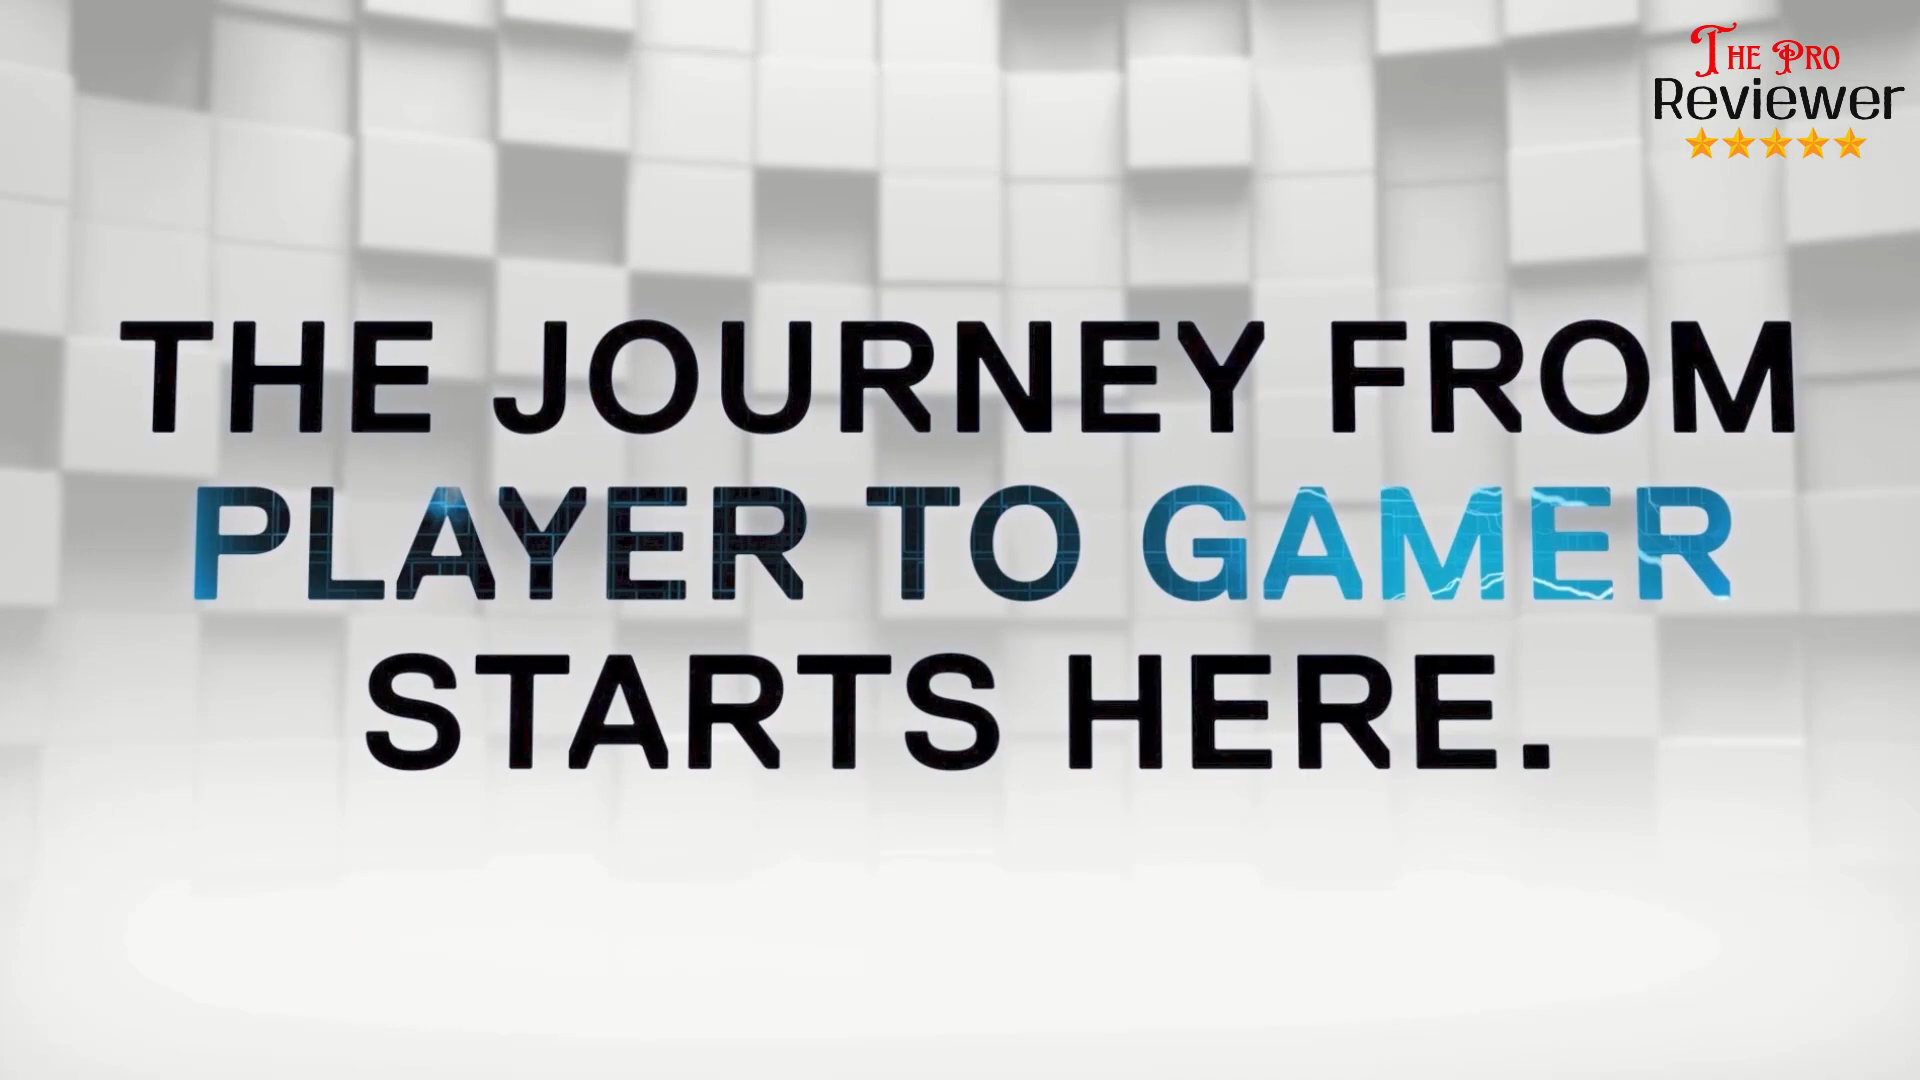 The Pro
Reviewer
THE JOURNEY FROM
PLAYER TO GAMER
STARTS HERE.